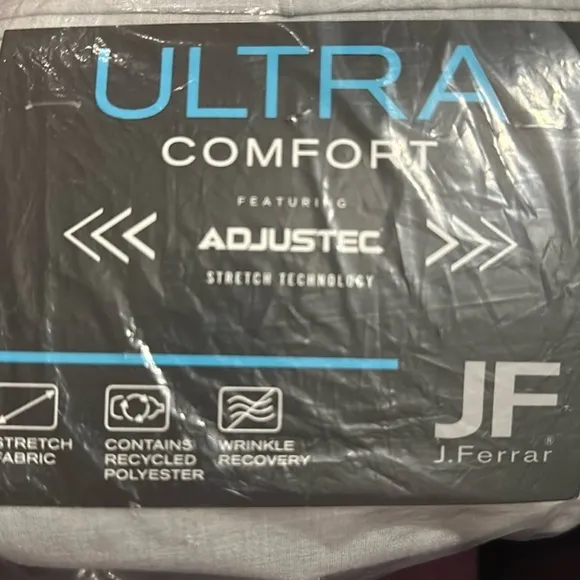 ULTRA
COMFORT
FEATURING
ADJUSTEC
STRETCH TECHNOLOGY
STRETCH
FABRIC
CONTAINS
RECYCLED
POLYESTER
WRINKLE
RECOVERY
JF
J.Ferrar®